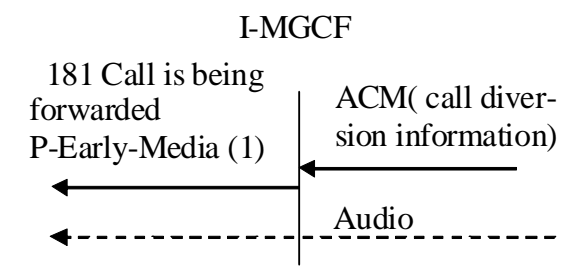 I-MGCF
181 Call is being
forwarded
P-Early-Media (1)
ACM( call diver-
sion information)
Audio